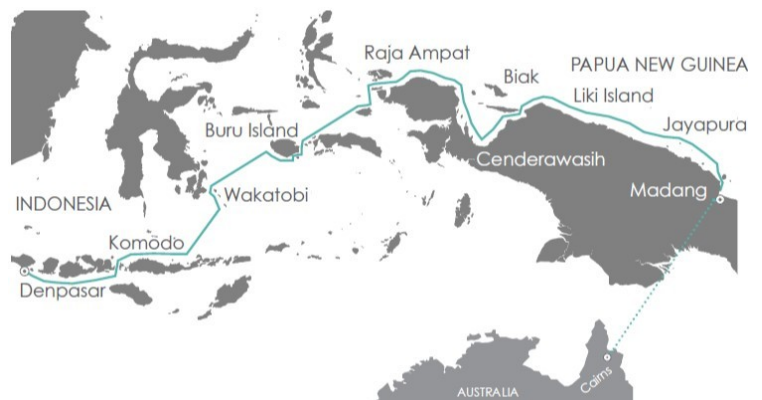 Raja Ampat
PAPUA NEW GUINEA
Biak
Liki Island
Jayapura
Buru Island
Cenderawasih
Madang
Wakatobi
INDONESIA
Komodo
Denpasar
Cairns
AUSTRALIA